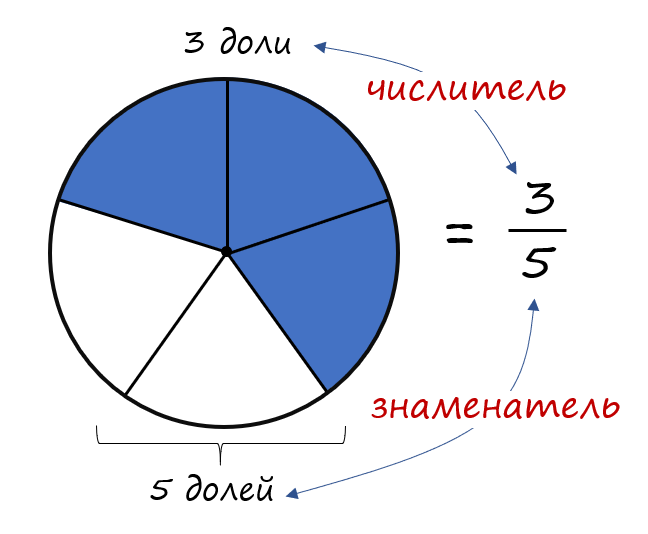 3 доли
числитель
= 3
5
знаменатель
5 долей